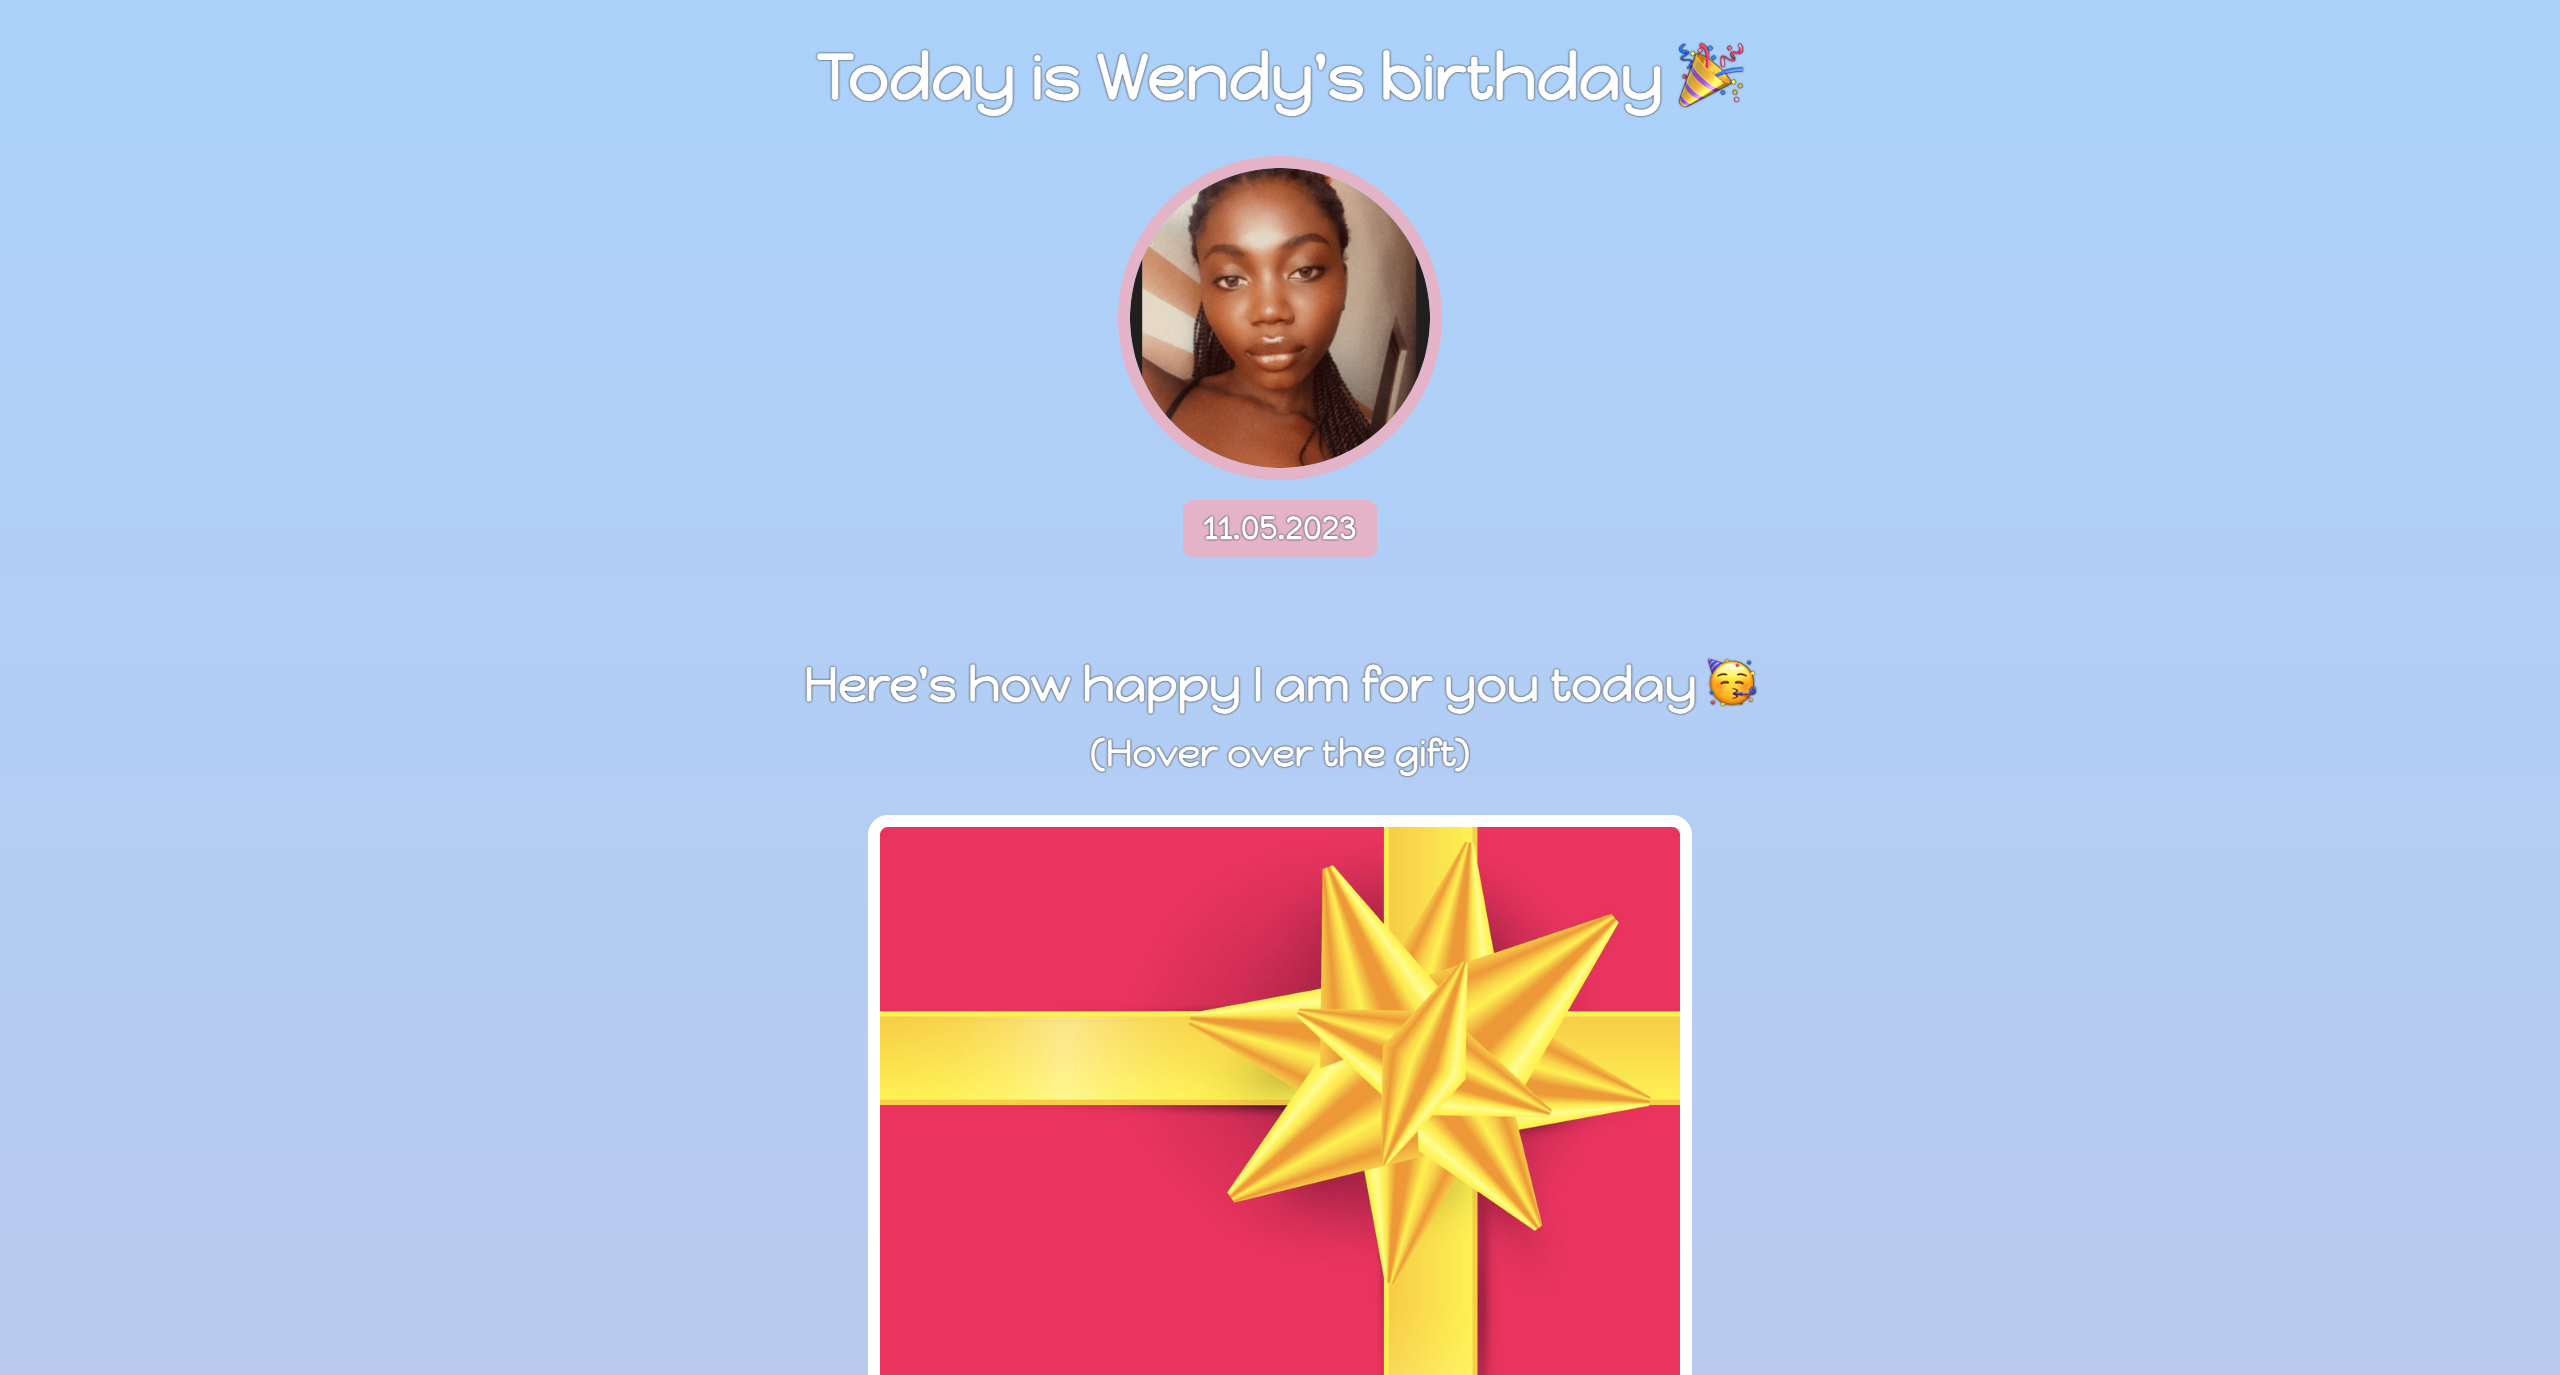 Today is Wendy's birthday 🎉
11.05.2023
Here's how happy I am for you today 🥳
(Hover over the gift)